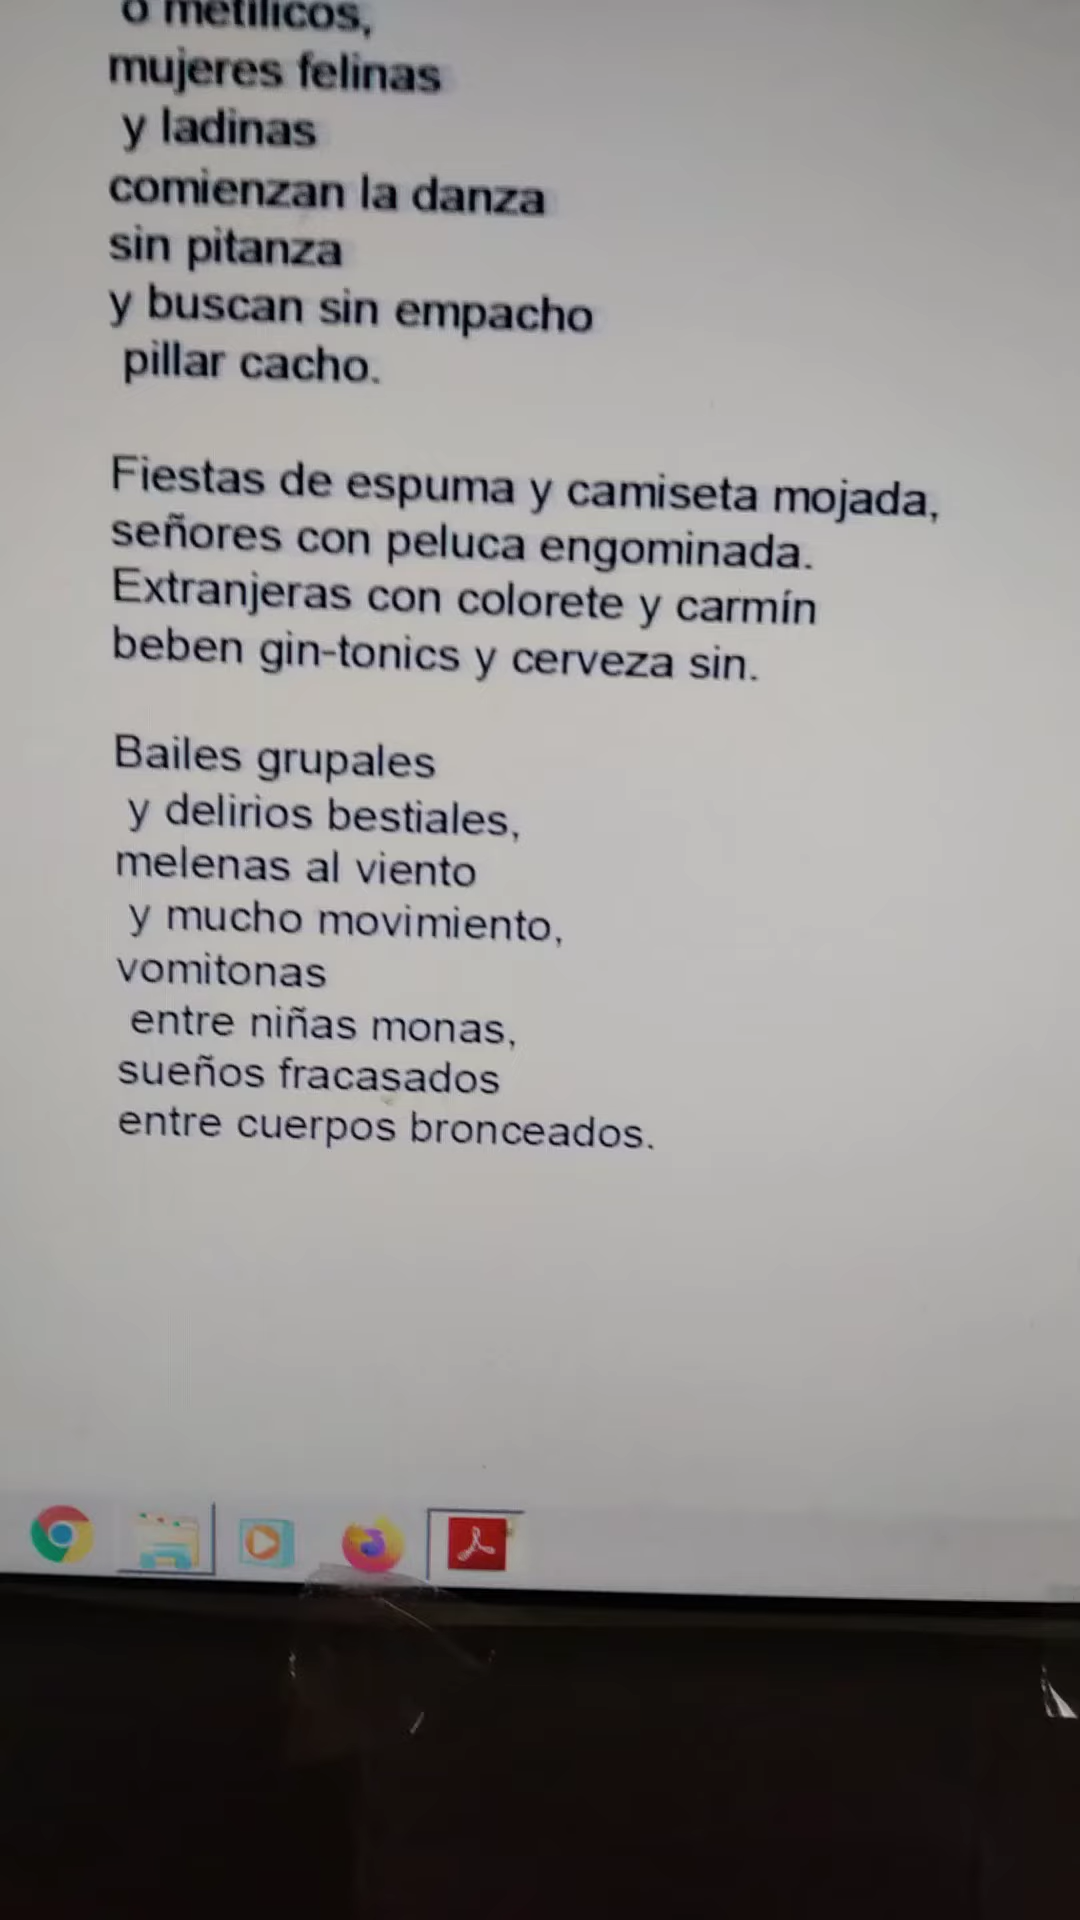 o metílicos,
mujeres felinas
y ladinas
comienzan la danza
sin pitanza
y buscan sin empacho
pillar cacho.
Fiestas de espuma y camiseta mojada,
señores con peluca engominada.
Extranjeras con colorete y carmín
beben gin-tonics y cerveza sin.
Bailes grupales
y delirios bestiales,
melenas al viento
y mucho movimiento,
vomitonas
entre niñas monas,
sueños fracasados
entre cuerpos bronceados.